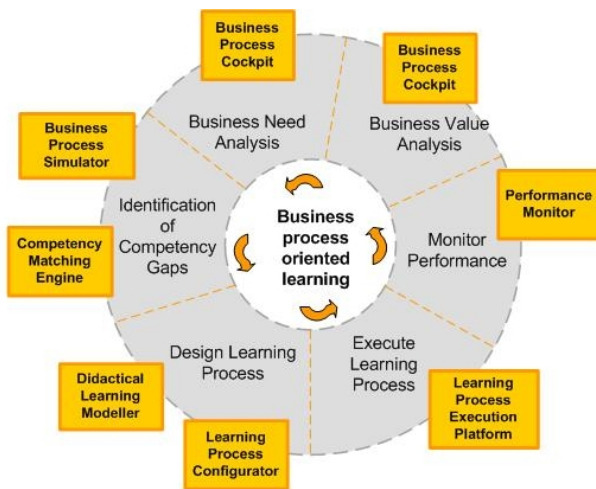 Business
Process
Cockpit
Business
Process
Cockpit
Business Need
Analysis
Business Value
Analysis
Business
Process
Simulator
Performance
Monitor
Identification
of
Competency
Gaps
Business
process
oriented
learning
Monitor
Performance
Competency
Matching
Engine
Design Learning
Process
Execute
Learning
Process
Didactical
Learning
Modeller
Learning
Process
Execution
Platform
Learning
Process
Configurator